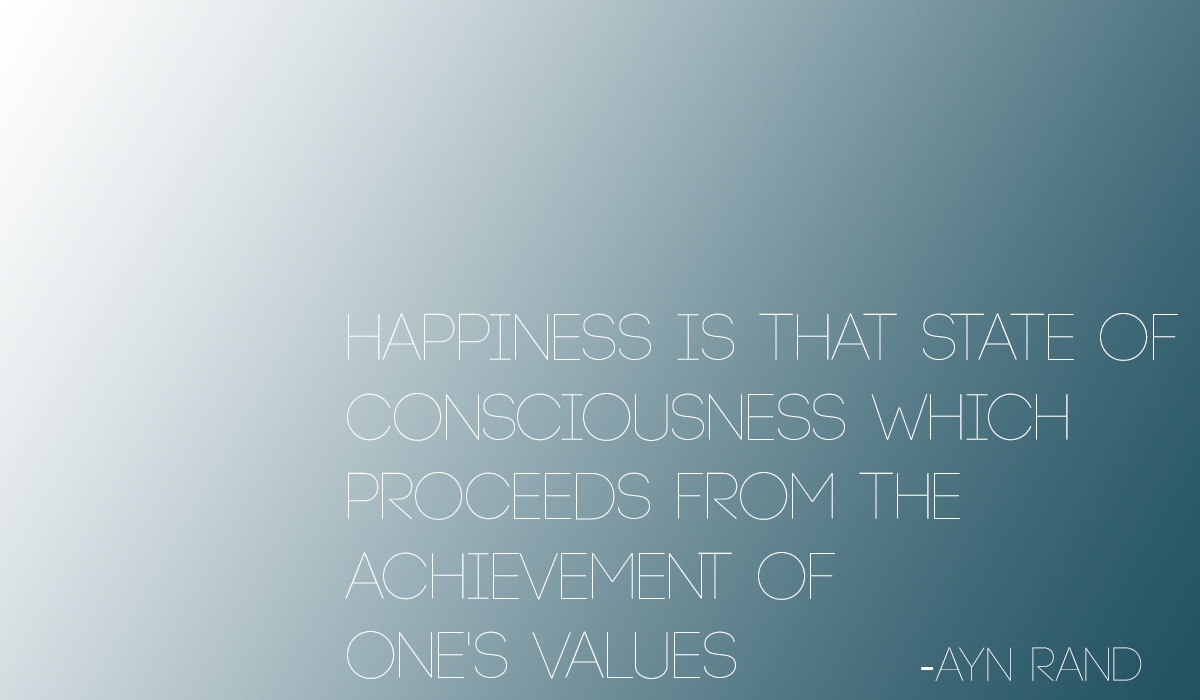 HAPPINESS IS THAT STATE OF
CONSCIOUSNESS WHICH
PROCEEDS FROM THE
ACHIEVEMENT OF
ONE'S VALUES
-AYN RAND